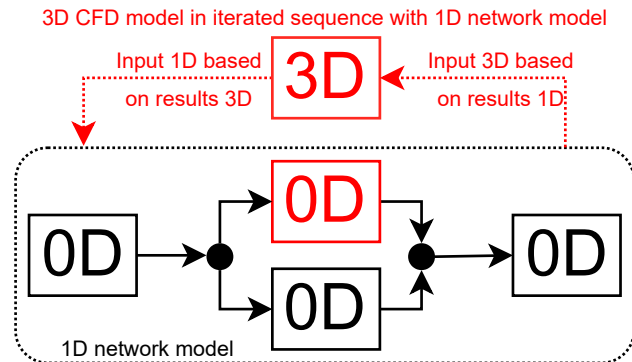 3D CFD model in iterated sequence with 1D network model
Input 1D based
on results 3D
3D
Input 3D based
on results 1D
0D
0D
0D
0D
1D network model